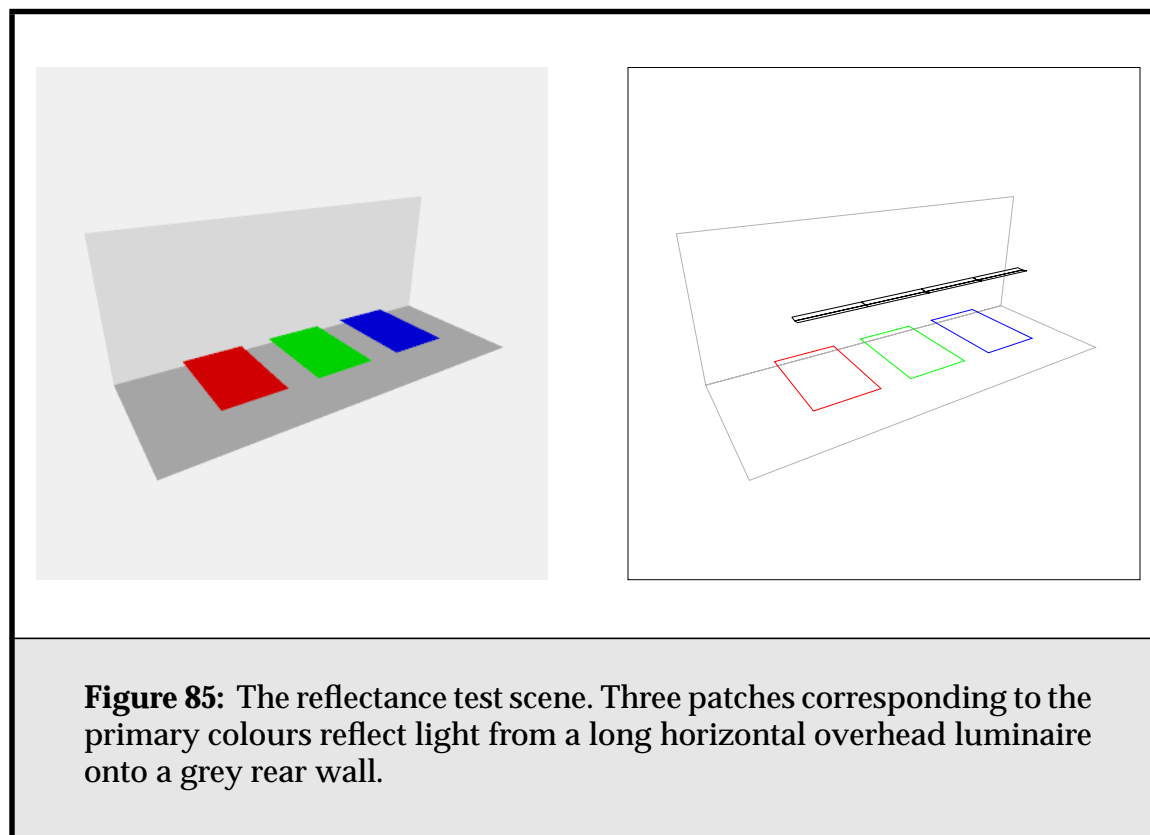 Figure 85: The reflectance test scene. Three patches corresponding to the
primary colours reflect light from a long horizontal overhead luminaire
onto a grey rear wall.